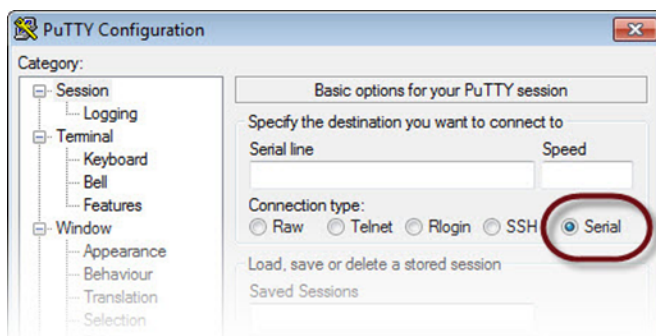 PuTTY Configuration
Category:
Session
Logging
Terminal
Keyboard
Bell
Features
Window
Appearance
Behaviour
Translation
Selection
Basic options for your PuTTY session
Specify the destination you want to connect to
Serial line Speed
Connection type:
Raw Telnet Rlogin SSH Serial
Load, save or delete a stored session
Saved Sessions